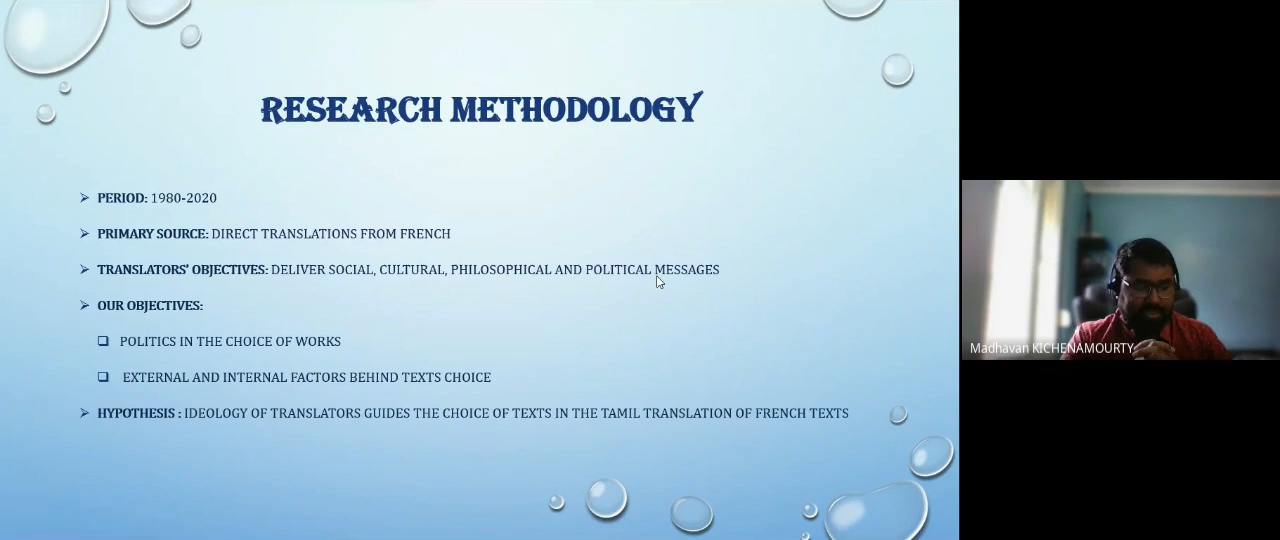 RESEARCH METHODOLOGY
PERIOD: 1980-2020
PRIMARY SOURCE: DIRECT TRANSLATIONS FROM FRENCH
TRANSLATORS' OBJECTIVES: DELIVER SOCIAL, CULTURAL, PHILOSOPHICAL AND POLITICAL MESSAGES
OUR OBJECTIVES:
POLITICS IN THE CHOICE OF WORKS
EXTERNAL AND INTERNAL FACTORS BEHIND TEXTS CHOICE
HYPOTHESIS : IDEOLOGY OF TRANSLATORS GUIDES THE CHOICE OF TEXTS IN THE TAMIL TRANSLATION OF FRENCH TEXTS
Madhavan KICHENAMOURTY